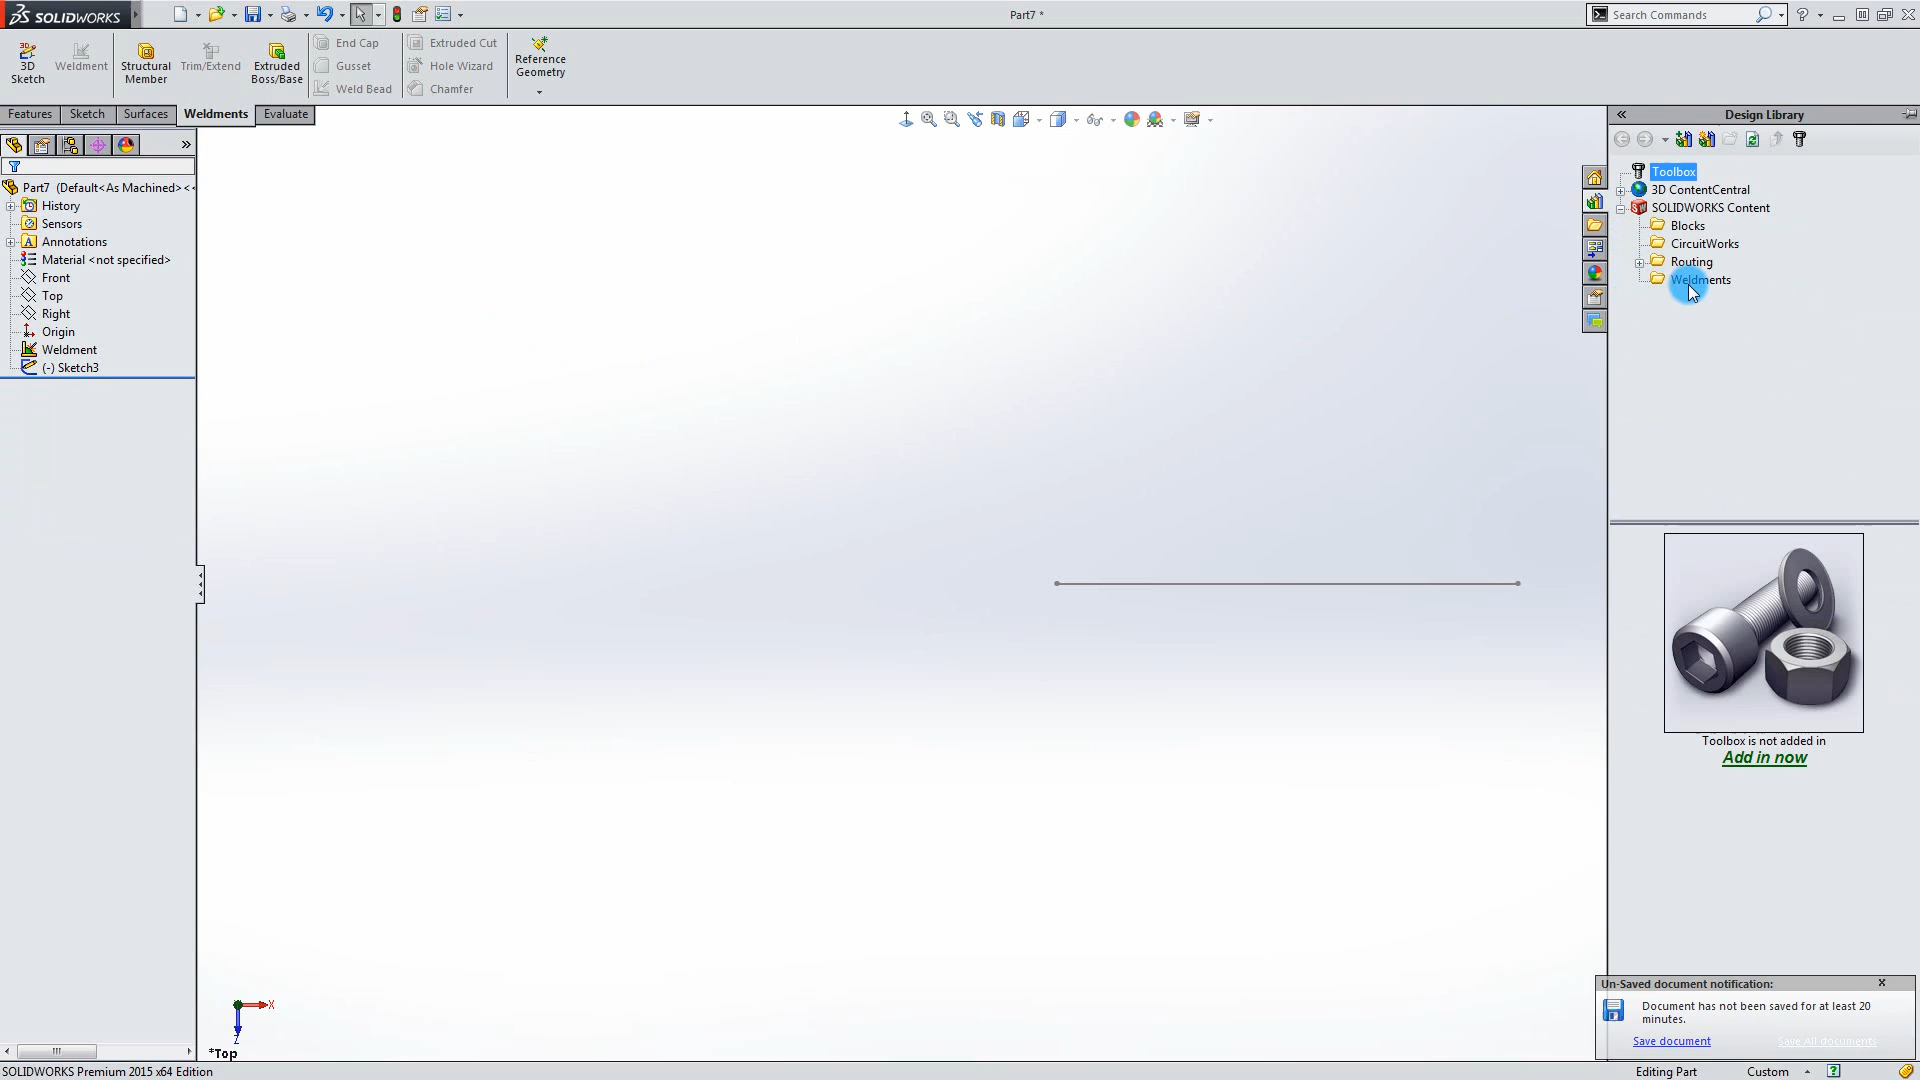 SOLIDWORKS
Part7 *
Search Commands
3D Sketch
Weldment
Structural Member
Trim/Extend
Extruded Boss/Base
End Cap
Gusset
Weld Bead
Extruded Cut
Hole Wizard
Chamfer
Reference Geometry
Features
Sketch
Surfaces
Weldments
Evaluate
Design Library
Part7 (Default<As Machined><<
History
Sensors
Annotations
Material <not specified>
Front
Top
Right
Origin
Weldment
(-) Sketch3
Toolbox
3D ContentCentral
SOLIDWORKS Content
Blocks
CircuitWorks
Routing
Weldments
Toolbox is not added in
Add in now
Un-Saved document notification:
Document has not been saved for at least 20
minutes.
Save document
Save All documents
X
Z
*Top
SOLIDWORKS Premium 2015 x64 Edition
Editing Part
Custom